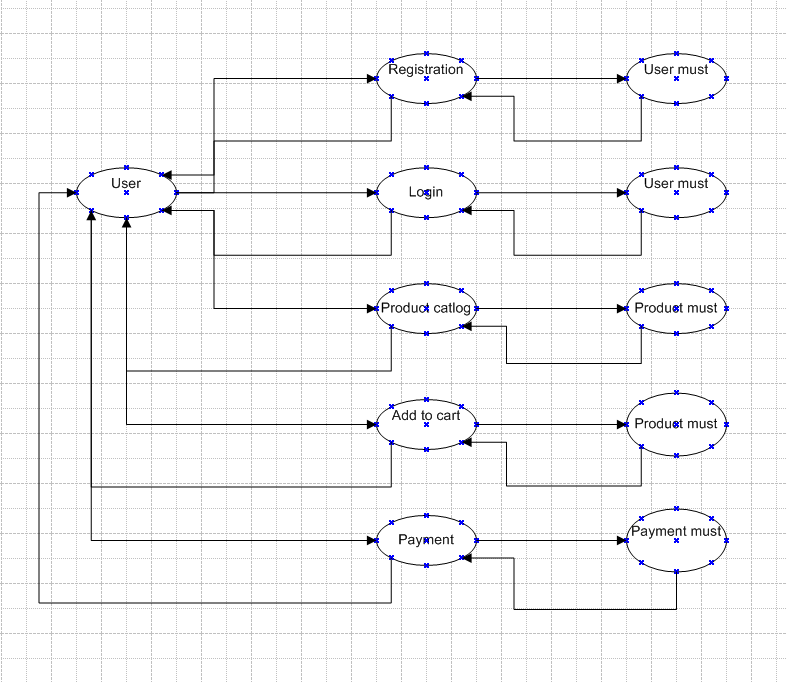 Registration
User must
User
Login
User must
Product catlog
Product must
Add to cart
Product must
Payment
Payment must